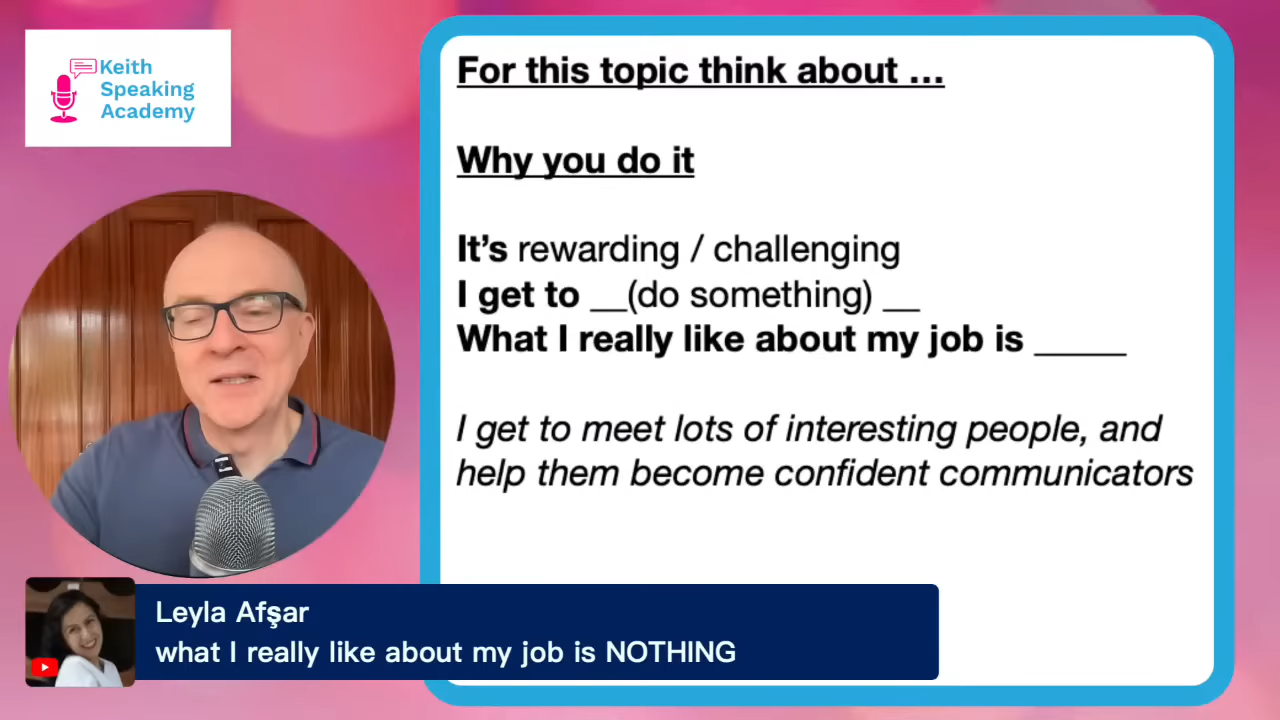 Keith
Speaking
Academy
For this topic think about ...
Why you do it
It's rewarding / challenging
I get to __(do something) __
What I really like about my job is _____
I get to meet lots of interesting people, and
help them become confident communicators
Leyla Afşar
what I really like about my job is NOTHING